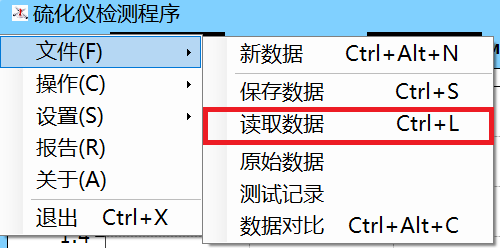 硫化仪检测程序
文件(F)
操作(C)
设置(S)
报告(R)
关于(A)
退出 Ctrl+X
新数据 Ctrl+Alt+N
保存数据 Ctrl+S
读取数据 Ctrl+L
原始数据
测试记录
数据对比 Ctrl+Alt+C
1.4